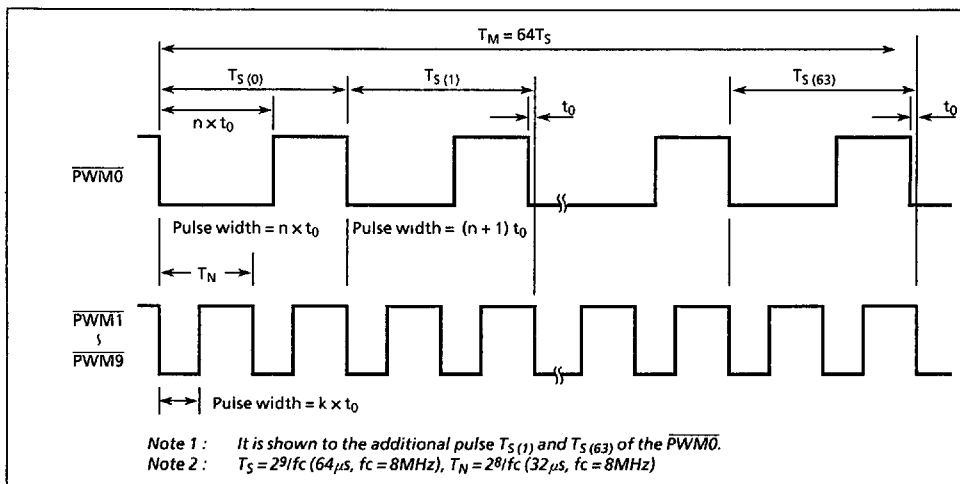 T_M = 64T_S
T_S (0) T_S (1) T_S (63)
n × t_0 t_0 t_0
PWM0
Pulse width = n × t_0 Pulse width = (n + 1) t_0
T_N
PWM1
~
PWM9
Pulse width = k × t_0
Note 1 : It is shown to the additional pulse T_S (1) and T_S (63) of the PWM0.
Note 2 : T_S = 2^9/fc (64μs, fc = 8MHz), T_N = 2^8/fc (32μs, fc = 8MHz)